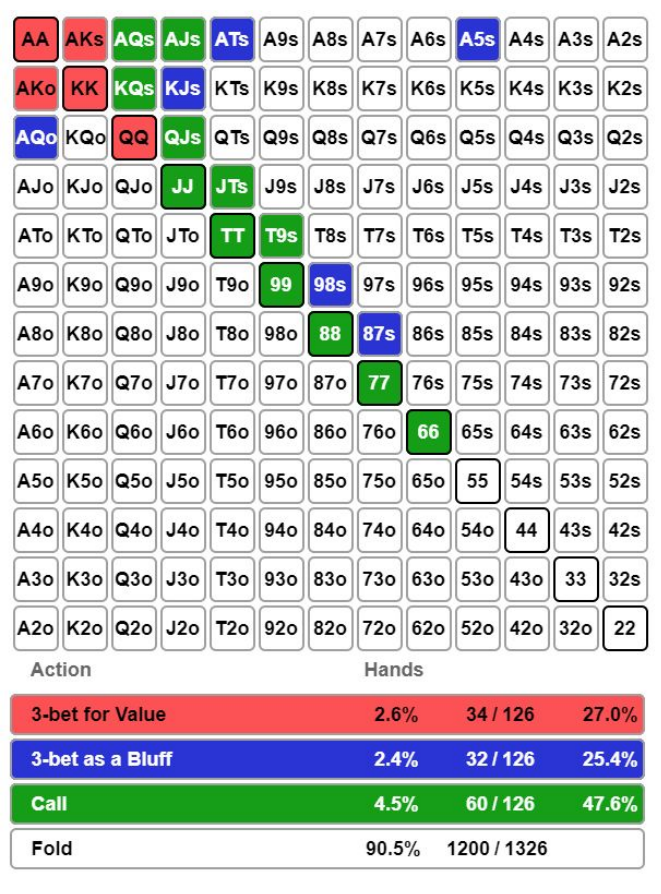 AA AKs AQs AJs ATs A9s A8s A7s A6s A5s A4s A3s A2s
AKo KK KQs KJs KTs K9s K8s K7s K6s K5s K4s K3s K2s
AQo KQo QQ QJs QTs Q9s Q8s Q7s Q6s Q5s Q4s Q3s Q2s
AJo KJo QJo JJ JTs J9s J8s J7s J6s J5s J4s J3s J2s
ATo KTo QTo JTo TT T9s T8s T7s T6s T5s T4s T3s T2s
A9o K9o Q9o J9o T9o 99 98s 97s 96s 95s 94s 93s 92s
A8o K8o Q8o J8o T8o 98o 88 87s 86s 85s 84s 83s 82s
A7o K7o Q7o J7o T7o 97o 87o 77 76s 75s 74s 73s 72s
A6o K6o Q6o J6o T6o 96o 86o 76o 66 65s 64s 63s 62s
A5o K5o Q5o J5o T5o 95o 85o 75o 65o 55 54s 53s 52s
A4o K4o Q4o J4o T4o 94o 84o 74o 64o 54o 44 43s 42s
A3o K3o Q3o J3o T3o 93o 83o 73o 63o 53o 43o 33 32s
A2o K2o Q2o J2o T2o 92o 82o 72o 62o 52o 42o 32o 22
Action Hands
3-bet for Value 2.6% 34 / 126 27.0%
3-bet as a Bluff 2.4% 32 / 126 25.4%
Call 4.5% 60 / 126 47.6%
Fold 90.5% 1200 / 1326